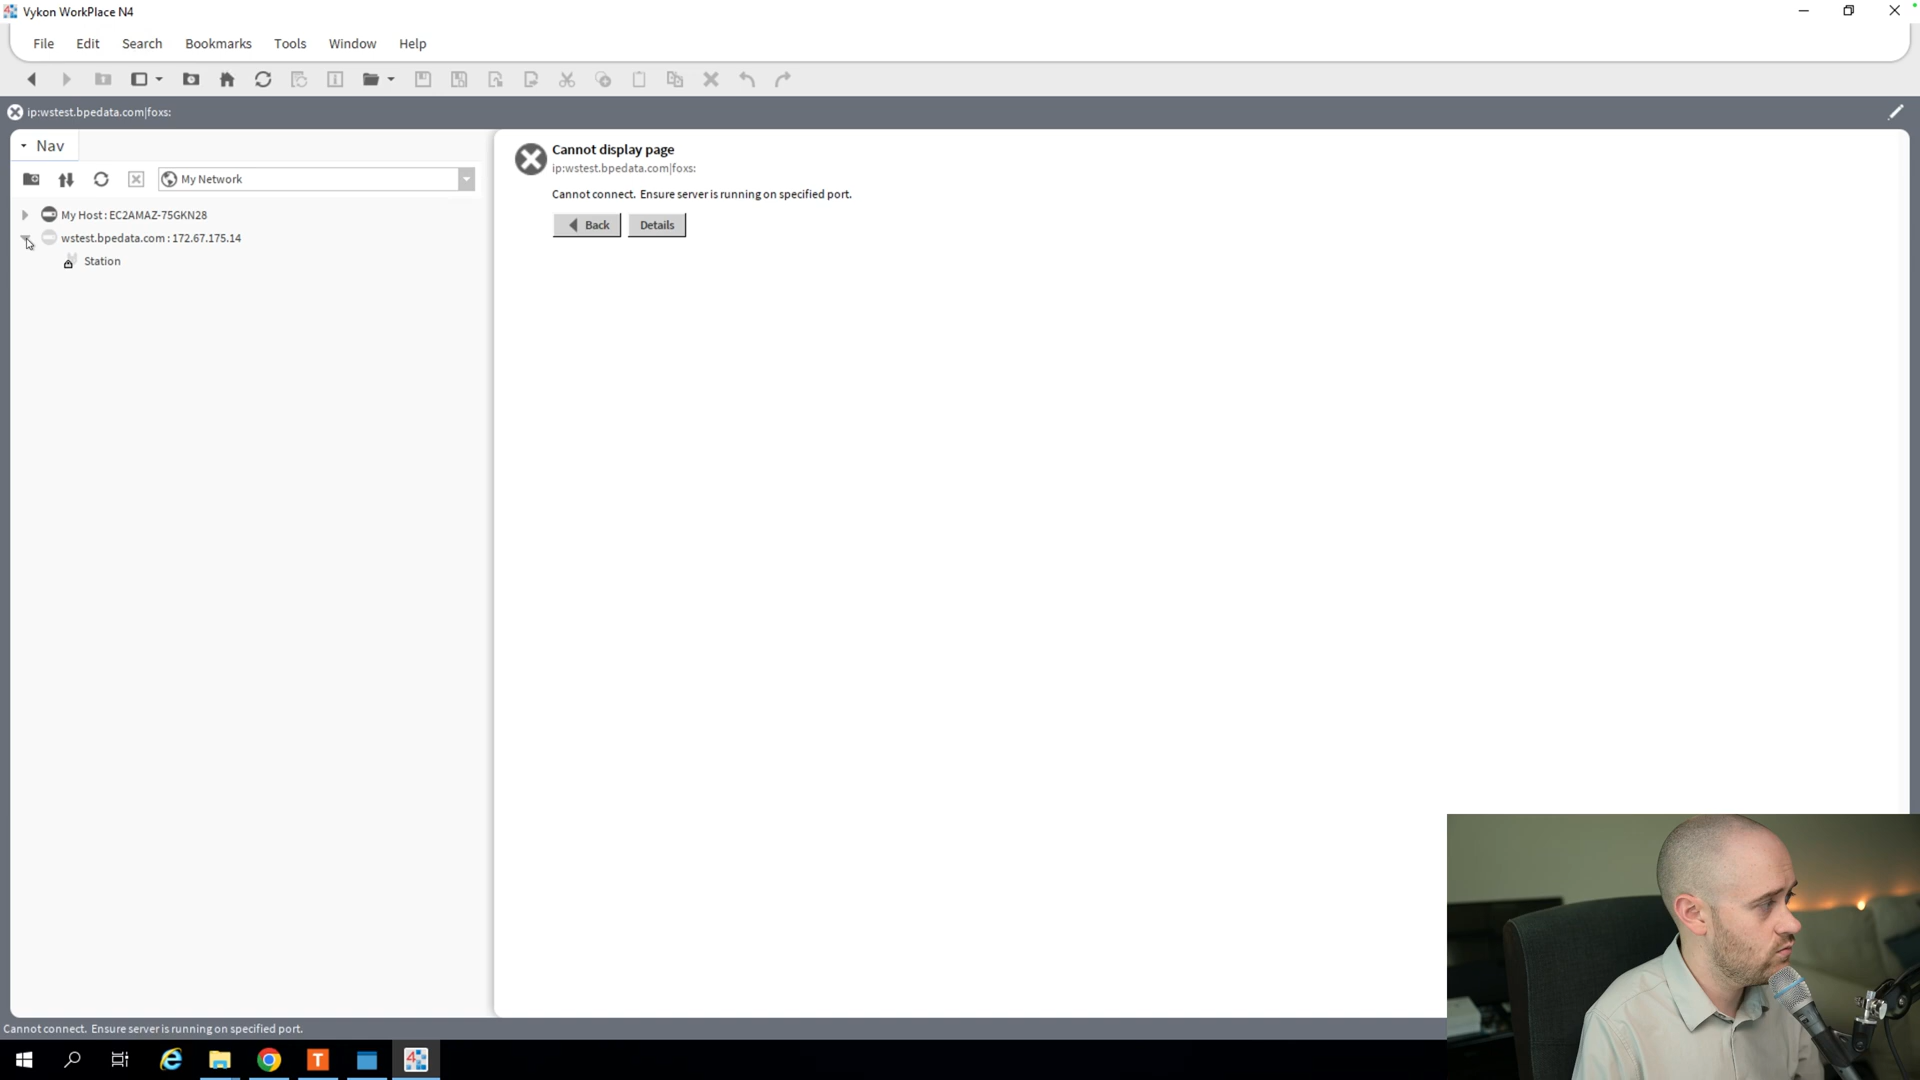 Vykon WorkPlace N4
File Edit Search Bookmarks Tools Window Help
ip:wstest.bpedata.com|foxs:
Nav
My Network
My Host : EC2AMAZ-75GKN28
wstest.bpedata.com : 172.67.175.14
Station
Cannot display page
ip:wstest.bpedata.com|foxs:
Cannot connect. Ensure server is running on specified port.
Back Details
Cannot connect. Ensure server is running on specified port.
T
4